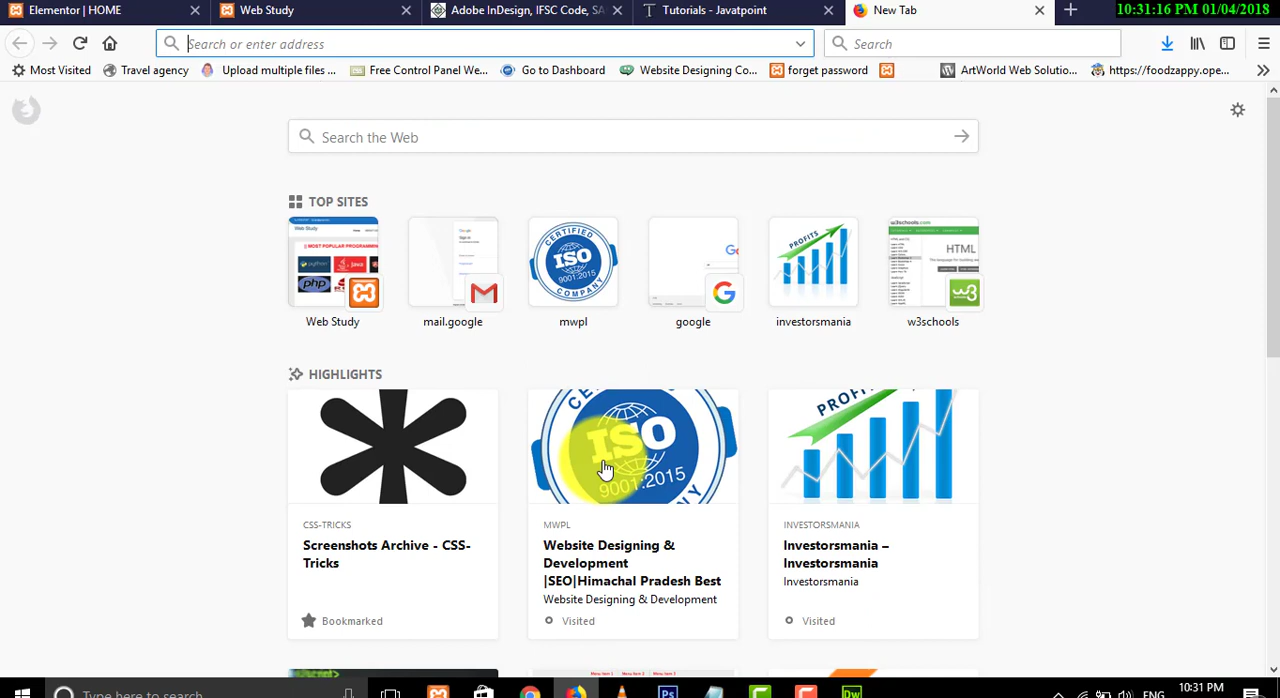 Elementor | HOME
Web Study
Adobe InDesign, IFSC Code, SA
Tutorials - Javatpoint
New Tab
10:31:16 PM 01/04/2018
Search or enter address
Search
Most Visited
Travel agency
Upload multiple files ...
Free Control Panel We...
Go to Dashboard
Website Designing Co...
forget password
ArtWorld Web Solutio...
https://foodzappy.ope...
Search the Web
TOP SITES
Web Study
mail.google
mwpl
google
investorsmania
w3schools
HIGHLIGHTS
CSS-TRICKS
Screenshots Archive - CSS-
Tricks
Bookmarked
ISO
9001:2015
MWPL
Website Designing &
Development
|SEO|Himachal Pradesh Best
Website Designing & Development
Visited
INVESTORSMANIA
Investorsmania –
Investorsmania
Investorsmania
Visited
Type here to search
ENG
10:31 PM